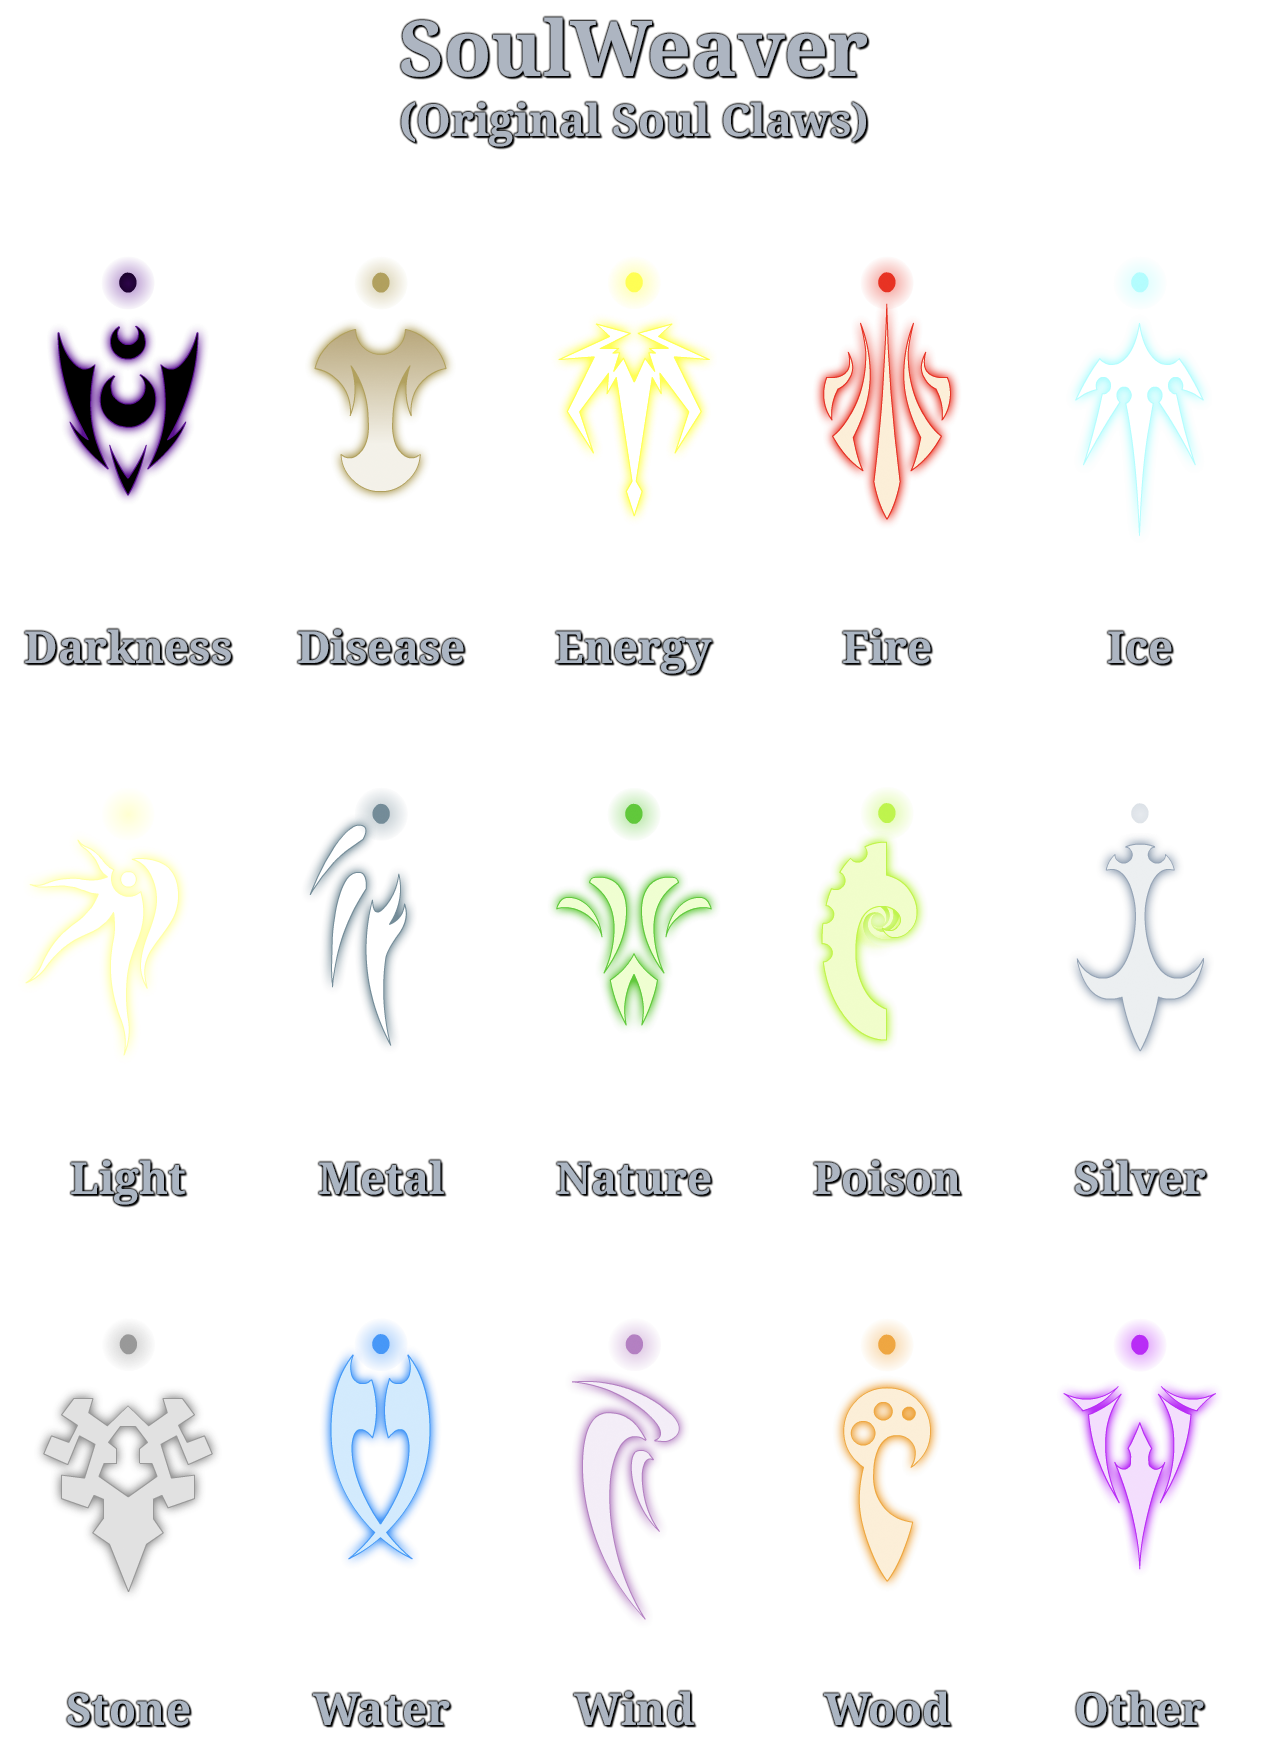 SoulWeaver
(Original Soul Claws)
Darkness
Disease
Energy
Fire
Ice
Light
Metal
Nature
Poison
Silver
Stone
Water
Wind
Wood
Other